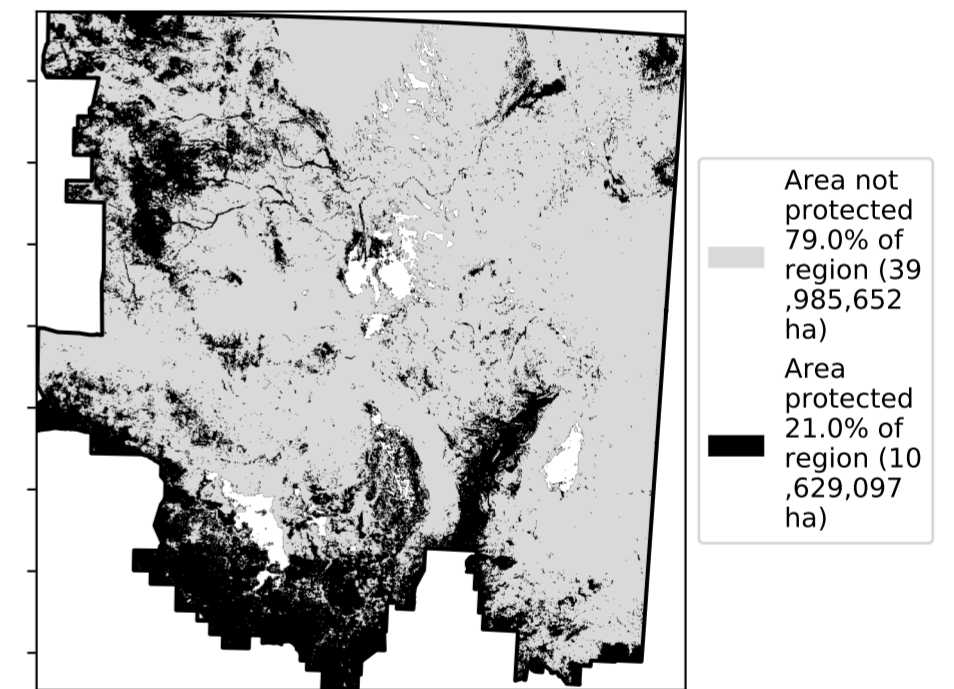 Area not
protected
79.0% of
region (39
,985,652
ha)
Area
protected
21.0% of
region (10
,629,097
ha)